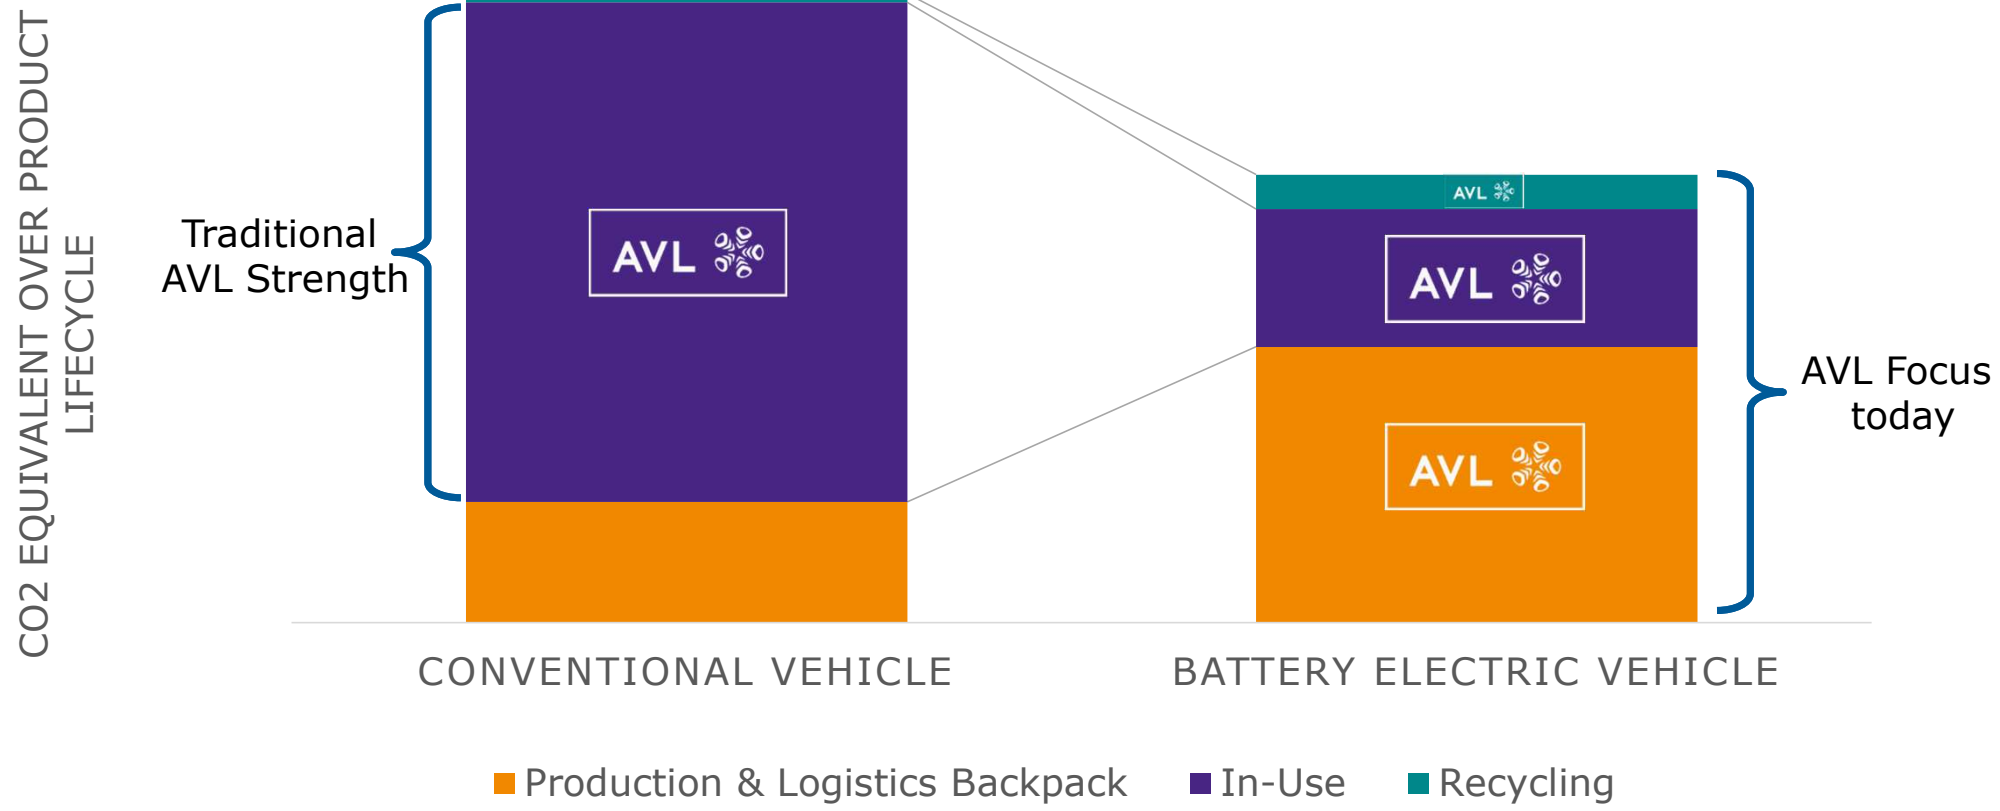 CO2 EQUIVALENT OVER PRODUCT
LIFECYCLE
Traditional
AVL Strength
AVL
AVL
AVL
AVL
AVL Focus
today
CONVENTIONAL VEHICLE
BATTERY ELECTRIC VEHICLE
Production & Logistics Backpack
In-Use
Recycling